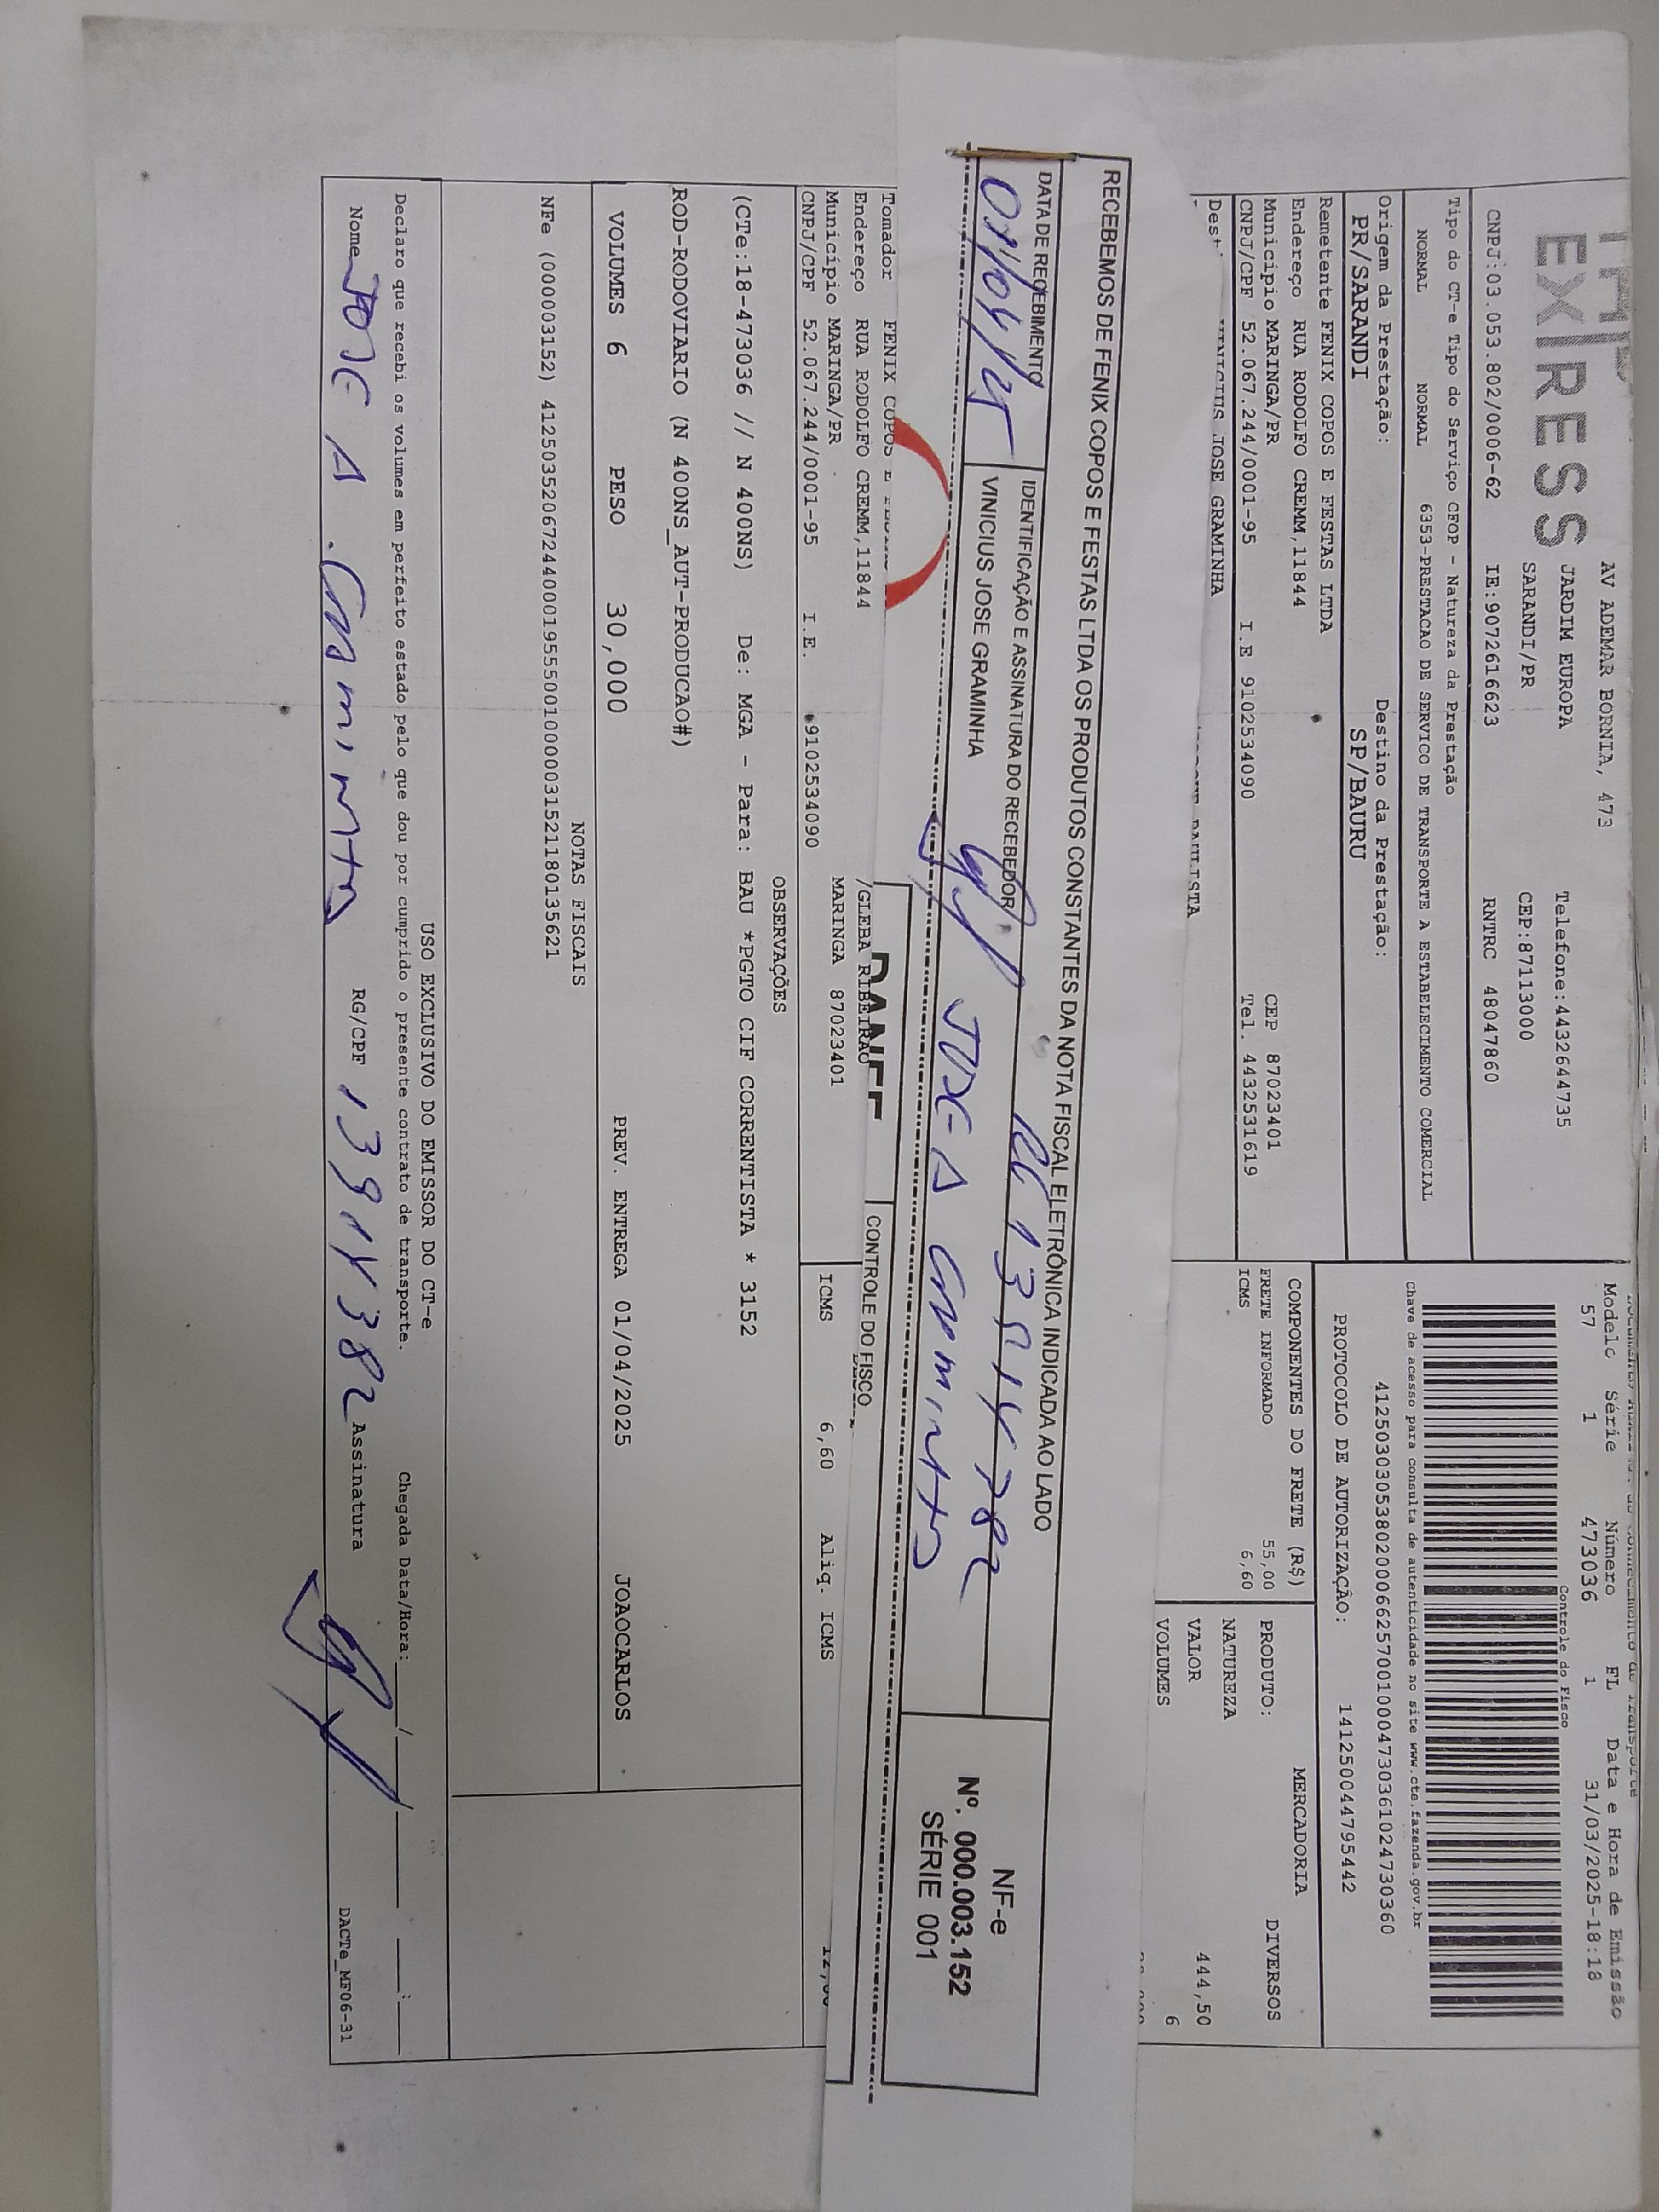 EXPRESS
AV ADEMAR BORNIA, 473
JARDIM EUROPA
Telefone:4432644735
SARANDI/PR
CEP:87113000
CNPJ:03.053.802/0006-62 IE:9072616623 RNTRC 48047860
Modelo Série Número FL Data e Hora de Emissão
57 1 473036 1 31/03/2025-18:18
Controle do Fisco
Chave de acesso para consulta de autenticidade no site www.cte.fazenda.gov.br
41250303053802000662570010004730361024730360
PROTOCOLO DE AUTORIZAÇÃO: 141250044795442
Tipo do CT-e Tipo do Serviço CFOP - Natureza da Prestação
NORMAL NORMAL 6353-PRESTACAO DE SERVICO DE TRANSPORTE A ESTABELECIMENTO COMERCIAL
Origem da Prestação: Destino da Prestação:
PR/SARANDI SP/BAURU
Remetente FENIX COPOS E FESTAS LTDA
Endereço RUA RODOLFO CREMM,11844
Município MARINGA/PR CEP 87023401
CNPJ/CPF 52.067.244/0001-95 I.E 9102534090 Tel. 4432531619
JOSE GRAMINHA
COMPONENTES DO FRETE (R$)
FRETE INFORMADO 55,00
ICMS 6,60
MERCADORIA
PRODUTO: DIVERSOS
NATUREZA
VALOR 444,50
VOLUMES 6
RECEBEMOS DE FENIX COPOS E FESTAS LTDA OS PRODUTOS CONSTANTES DA NOTA FISCAL ELETRÔNICA INDICADA AO LADO
DATA DE RECEBIMENTO IDENTIFICAÇÃO E ASSINATURA DO RECEBEDOR
01/04/25 VINICIUS JOSE GRAMINHA
NF-e
Nº. 000.003.152
SÉRIE 001
DANFE
CONTROLE DO FISCO
Tomador FENIX COPOS E
Endereço RUA RODOLFO CREMM,11844 /GLEBA RIBEIRAO
Município MARINGA/PR MARINGA 87023401
CNPJ/CPF 52.067.244/0001-95 I.E. 9102534090
ICMS 6,60 Aliq. ICMS
OBSERVAÇÕES
(CTe:18-473036 // N 400NS) De: MGA - Para: BAU *PGTO CIF CORRENTISTA * 3152
ROD-RODOVIARIO (N 400NS_AUT-PRODUCAO#)
VOLUMES 6 PESO 30,000 PREV. ENTREGA 01/04/2025 JOAOCARLOS
NOTAS FISCAIS
NFe (000003152) 41250352067244000195550010000031521180135621
USO EXCLUSIVO DO EMISSOR DO CT-e
Declaro que recebi os volumes em perfeito estado pelo que dou por cumprido o presente contrato de transporte. Chegada Data/Hora: __/__/__ __:__
Nome JOSE A. RG/CPF Assinatura
DACTe_MF06-31